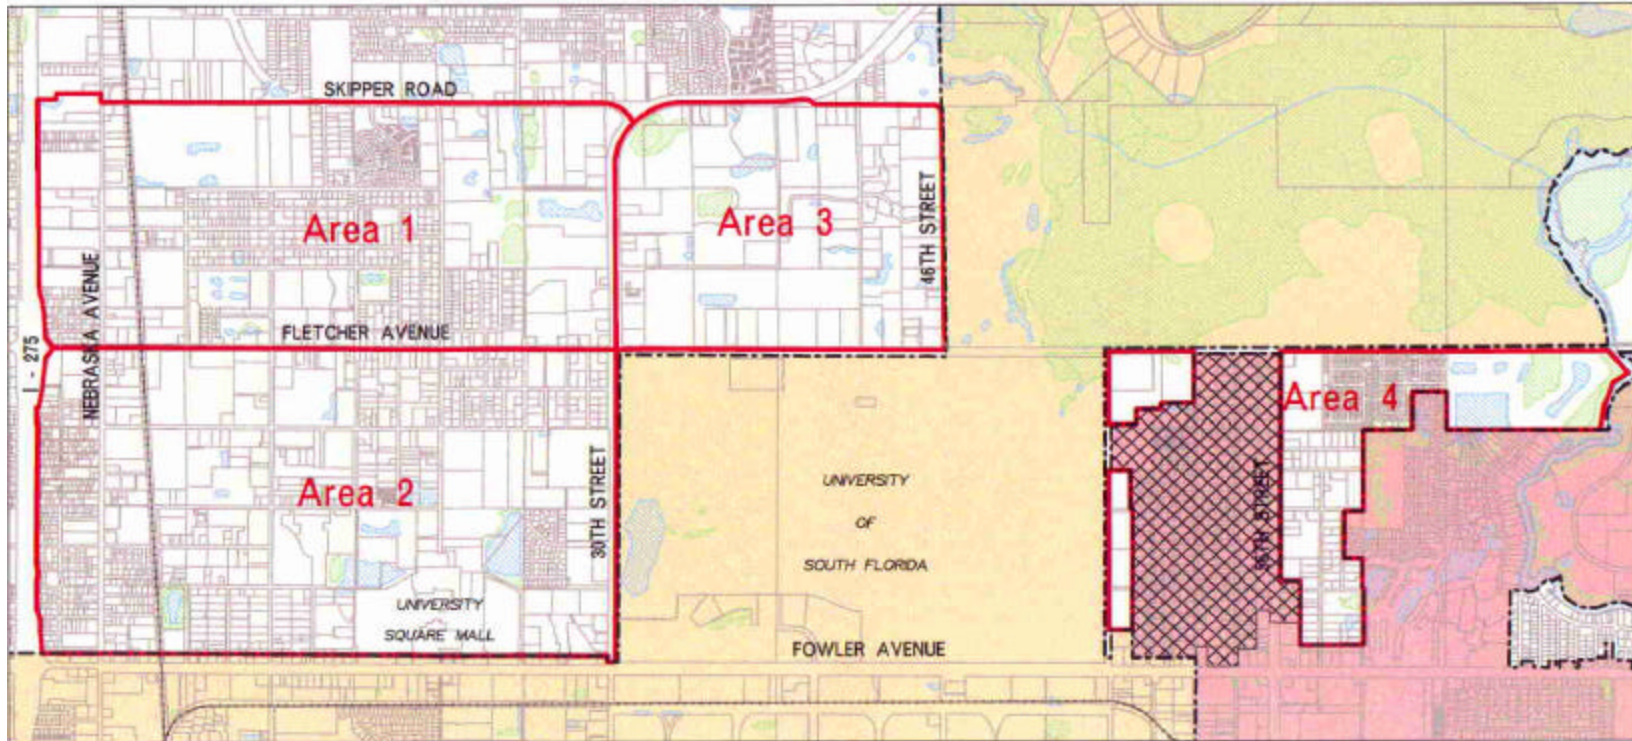 SKIPPER ROAD
Area 1
Area 3
46TH STREET
NEBRASKA AVENUE
FLETCHER AVENUE
I - 275
Area 4
Area 2
30TH STREET
UNIVERSITY
OF
SOUTH FLORIDA
56TH STREET
UNIVERSITY
SQUARE MALL
FOWLER AVENUE